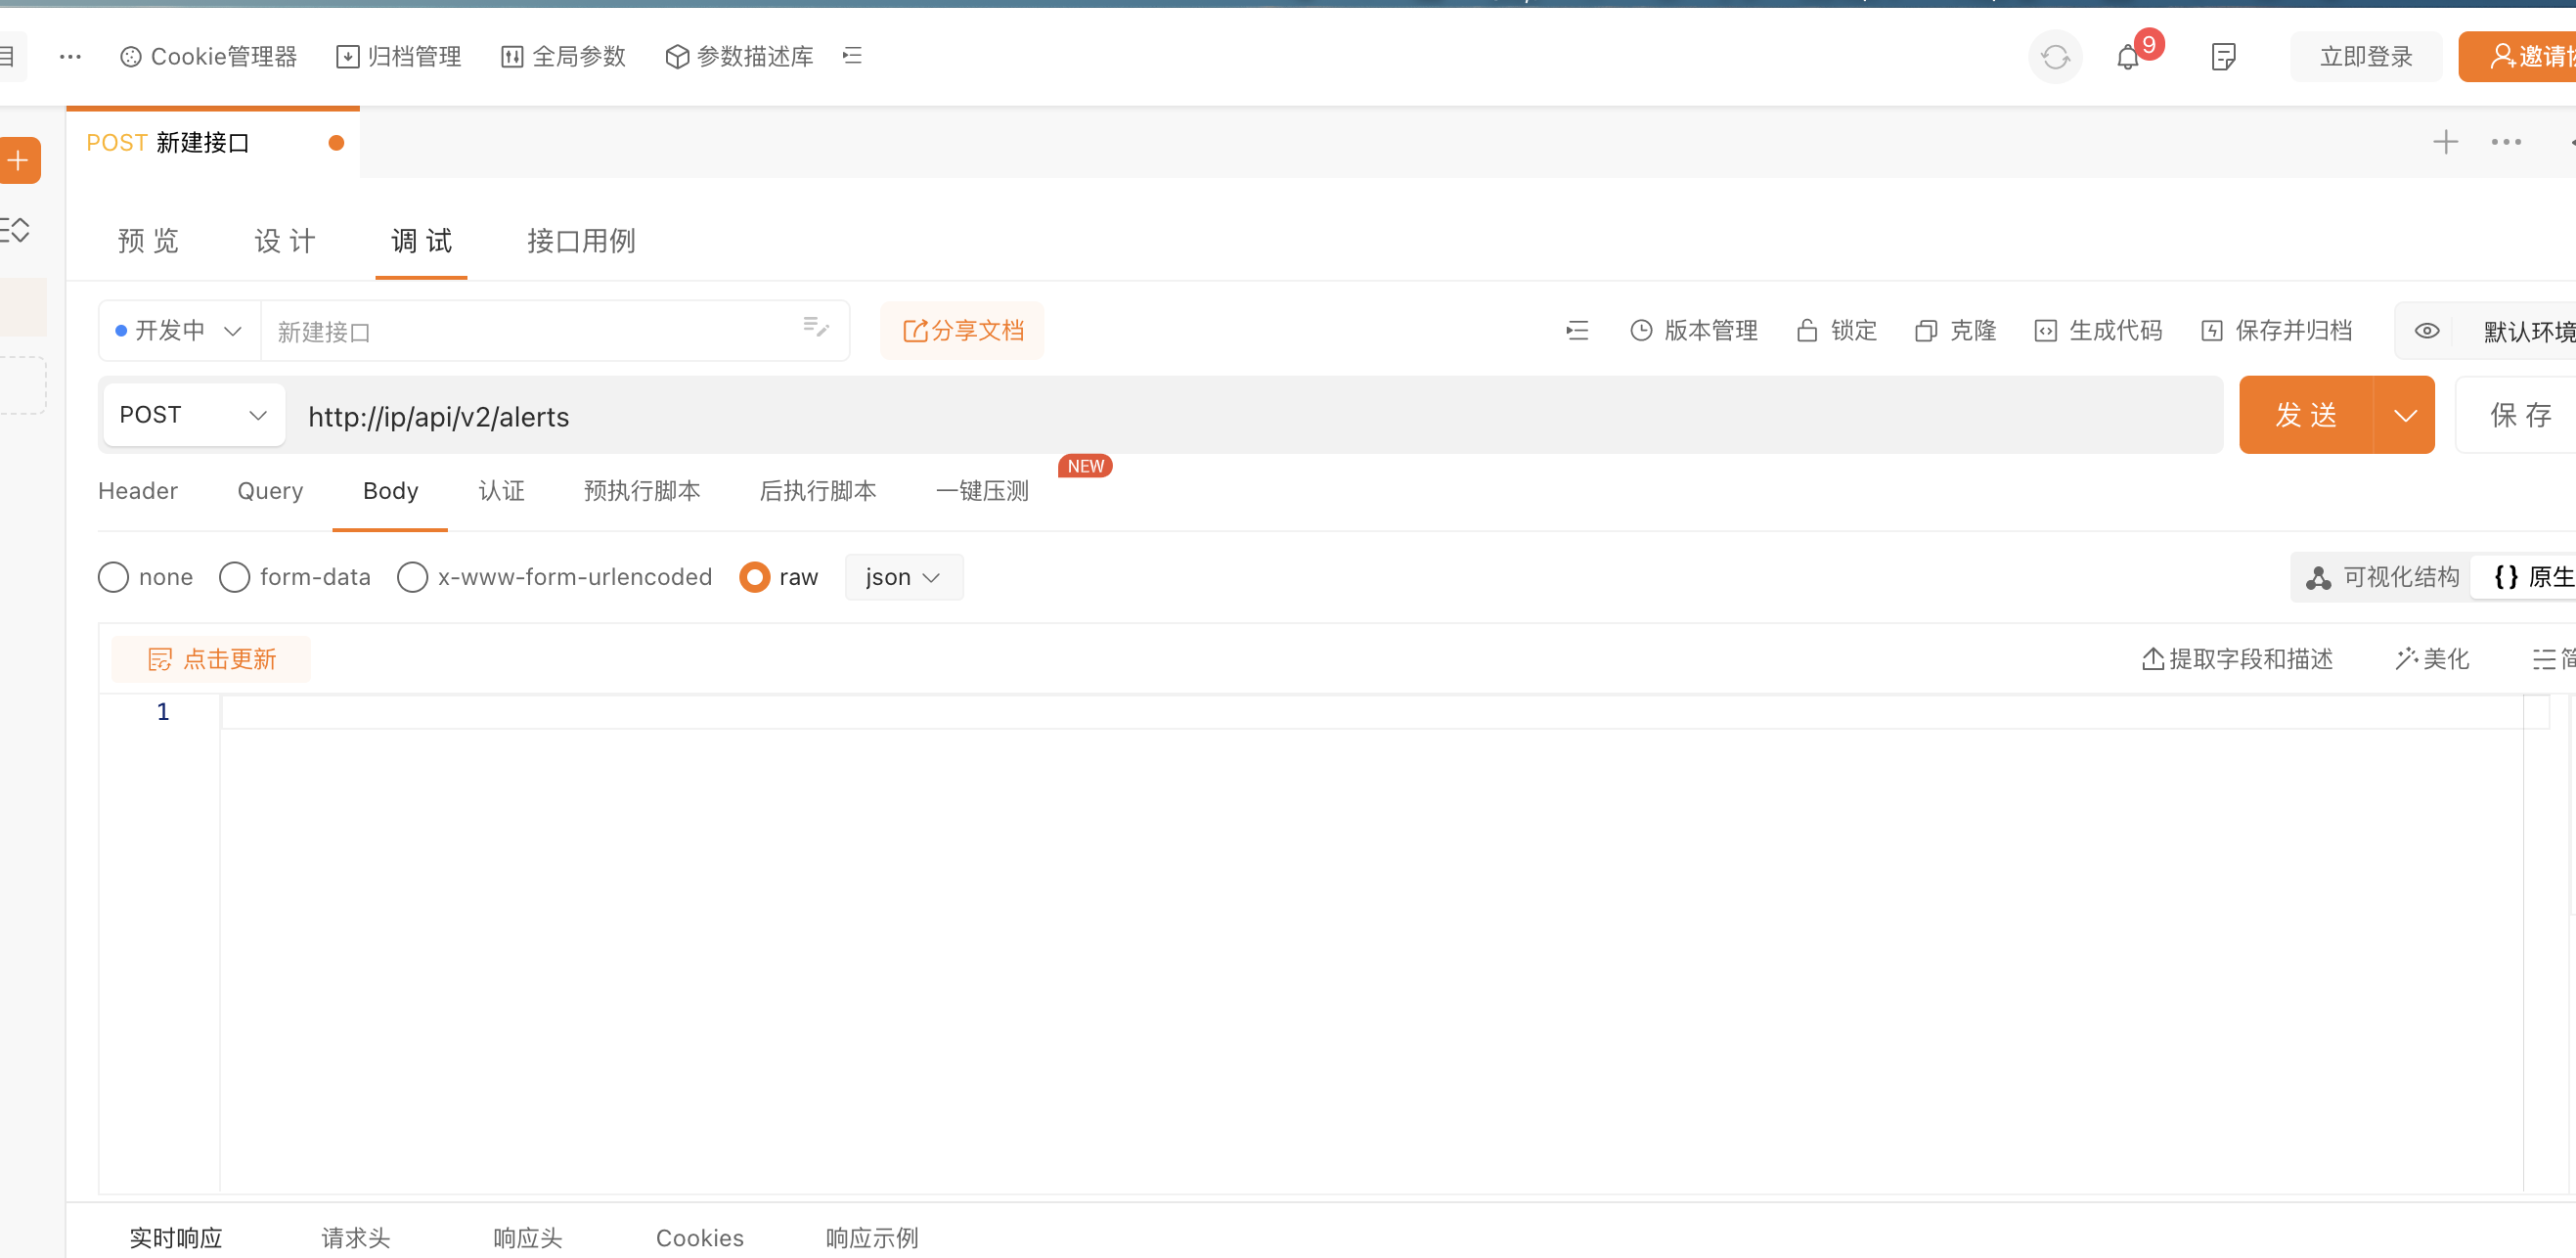 Cookie管理器 归档管理 全局参数 参数描述库 9 立即登录 邀请
POST 新建接口
预览 设计 调试 接口用例
开发中 新建接口 分享文档 版本管理 锁定 克隆 生成代码 保存并归档 默认环境
POST http://ip/api/v2/alerts 发送 保存
NEW
Header Query Body 认证 预执行脚本 后执行脚本 一键压测
none form-data x-www-form-urlencoded raw json 可视化结构 {} 原生
点击更新 提取字段和描述 美化
1
实时响应 请求头 响应头 Cookies 响应示例